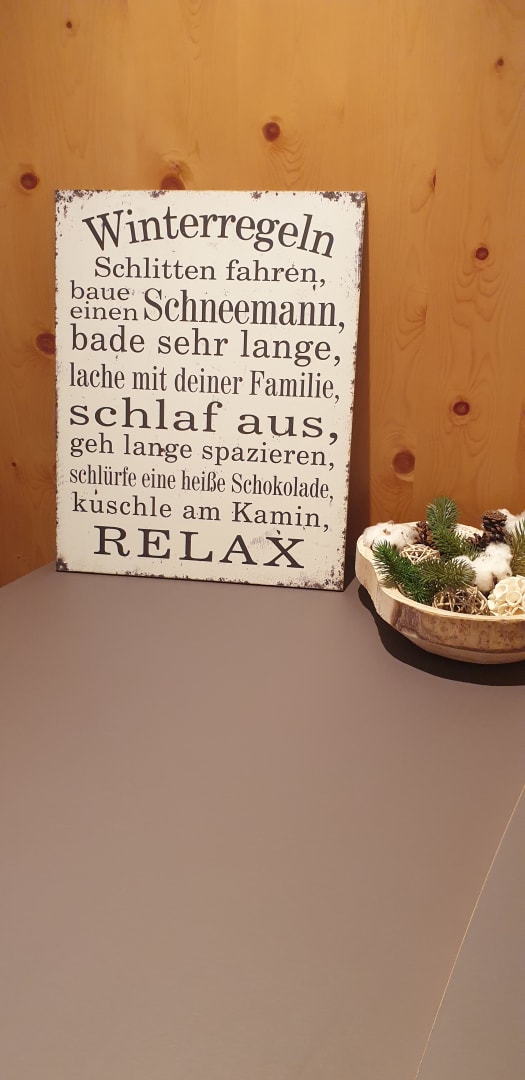 Winterregeln
Schlitten fahren,
baue
einen Schneemann,
bade sehr lange,
lache mit deiner Familie,
schlaf aus,
geh lange spazieren,
schlürfe eine heiße Schokolade,
kuschle am Kamin,
RELAX